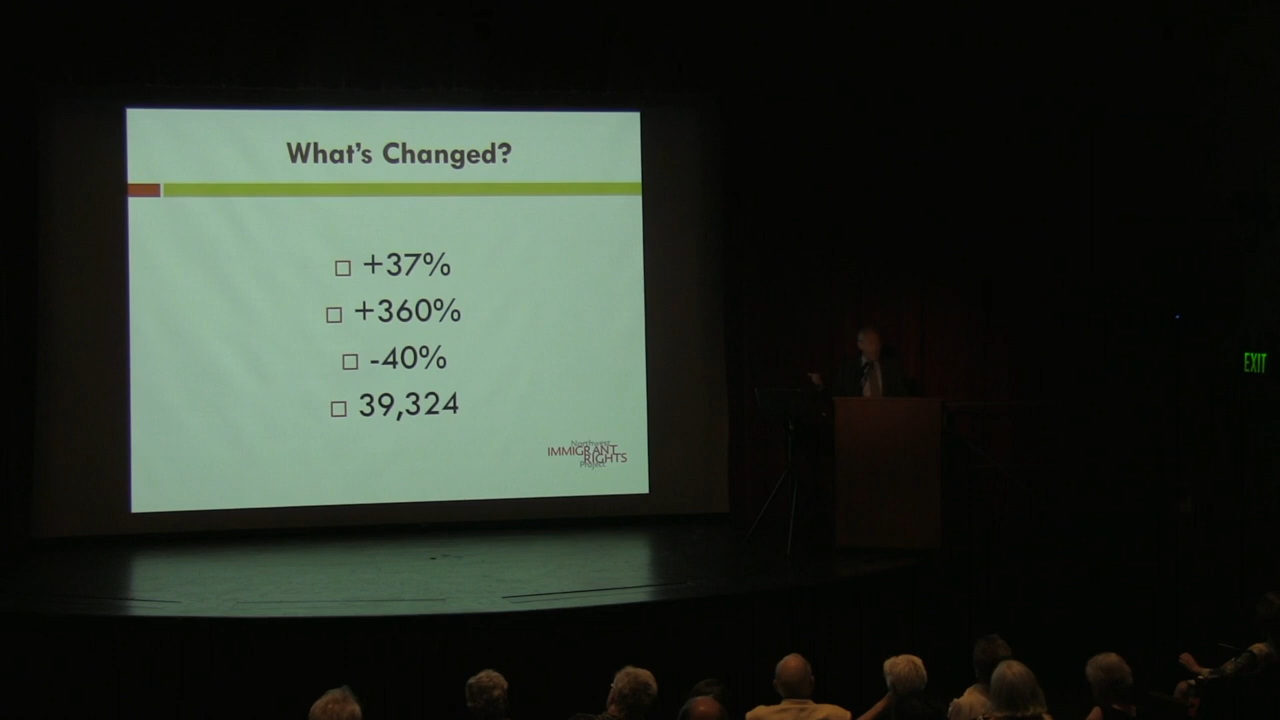 What's Changed?
+37%
+360%
-40%
39,324
Northwest
IMMIGRANT
RIGHTS
Project
EXIT